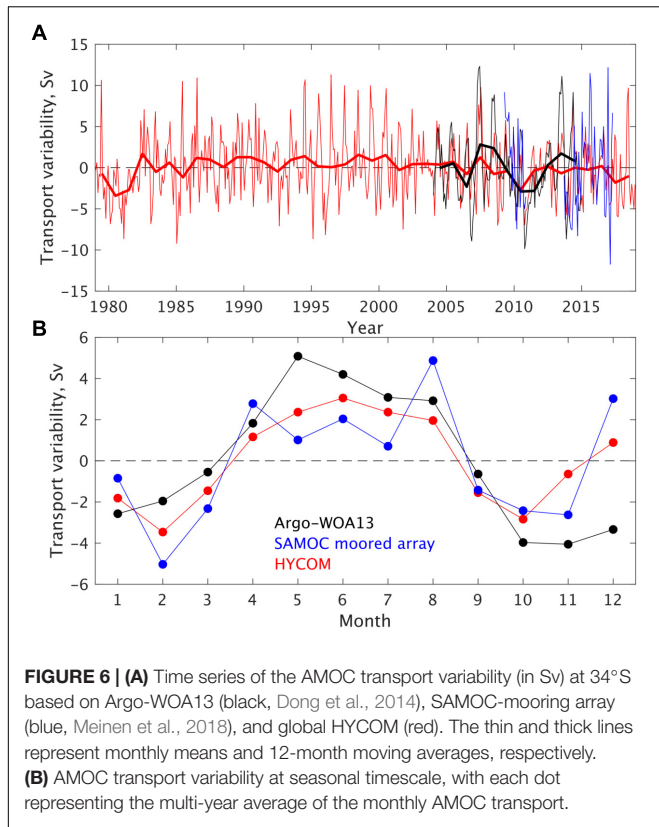 A
15
10
5
0
-5
-10
-15
Transport variability, Sv
1980 1985 1990 1995 2000 2005 2010 2015
Year
B
6
4
2
0
-2
-4
-6
Transport variability, Sv
Argo-WOA13
SAMOC moored array
HYCOM
1 2 3 4 5 6 7 8 9 10 11 12
Month
FIGURE 6 | (A) Time series of the AMOC transport variability (in Sv) at 34°S
based on Argo-WOA13 (black, Dong et al., 2014), SAMOC-mooring array
(blue, Meinen et al., 2018), and global HYCOM (red). The thin and thick lines
represent monthly means and 12-month moving averages, respectively.
(B) AMOC transport variability at seasonal timescale, with each dot
representing the multi-year average of the monthly AMOC transport.